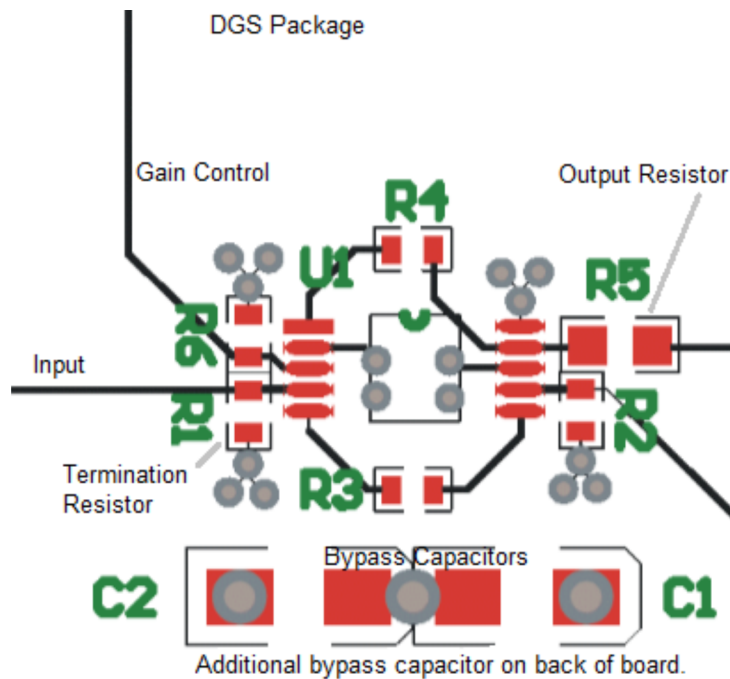 DGS Package
Gain Control
Output Resistor
R4
U1
R5
R6
Input
R1
R2
Termination
Resistor
R3
Bypass Capacitors
C2
C1
Additional bypass capacitor on back of board.